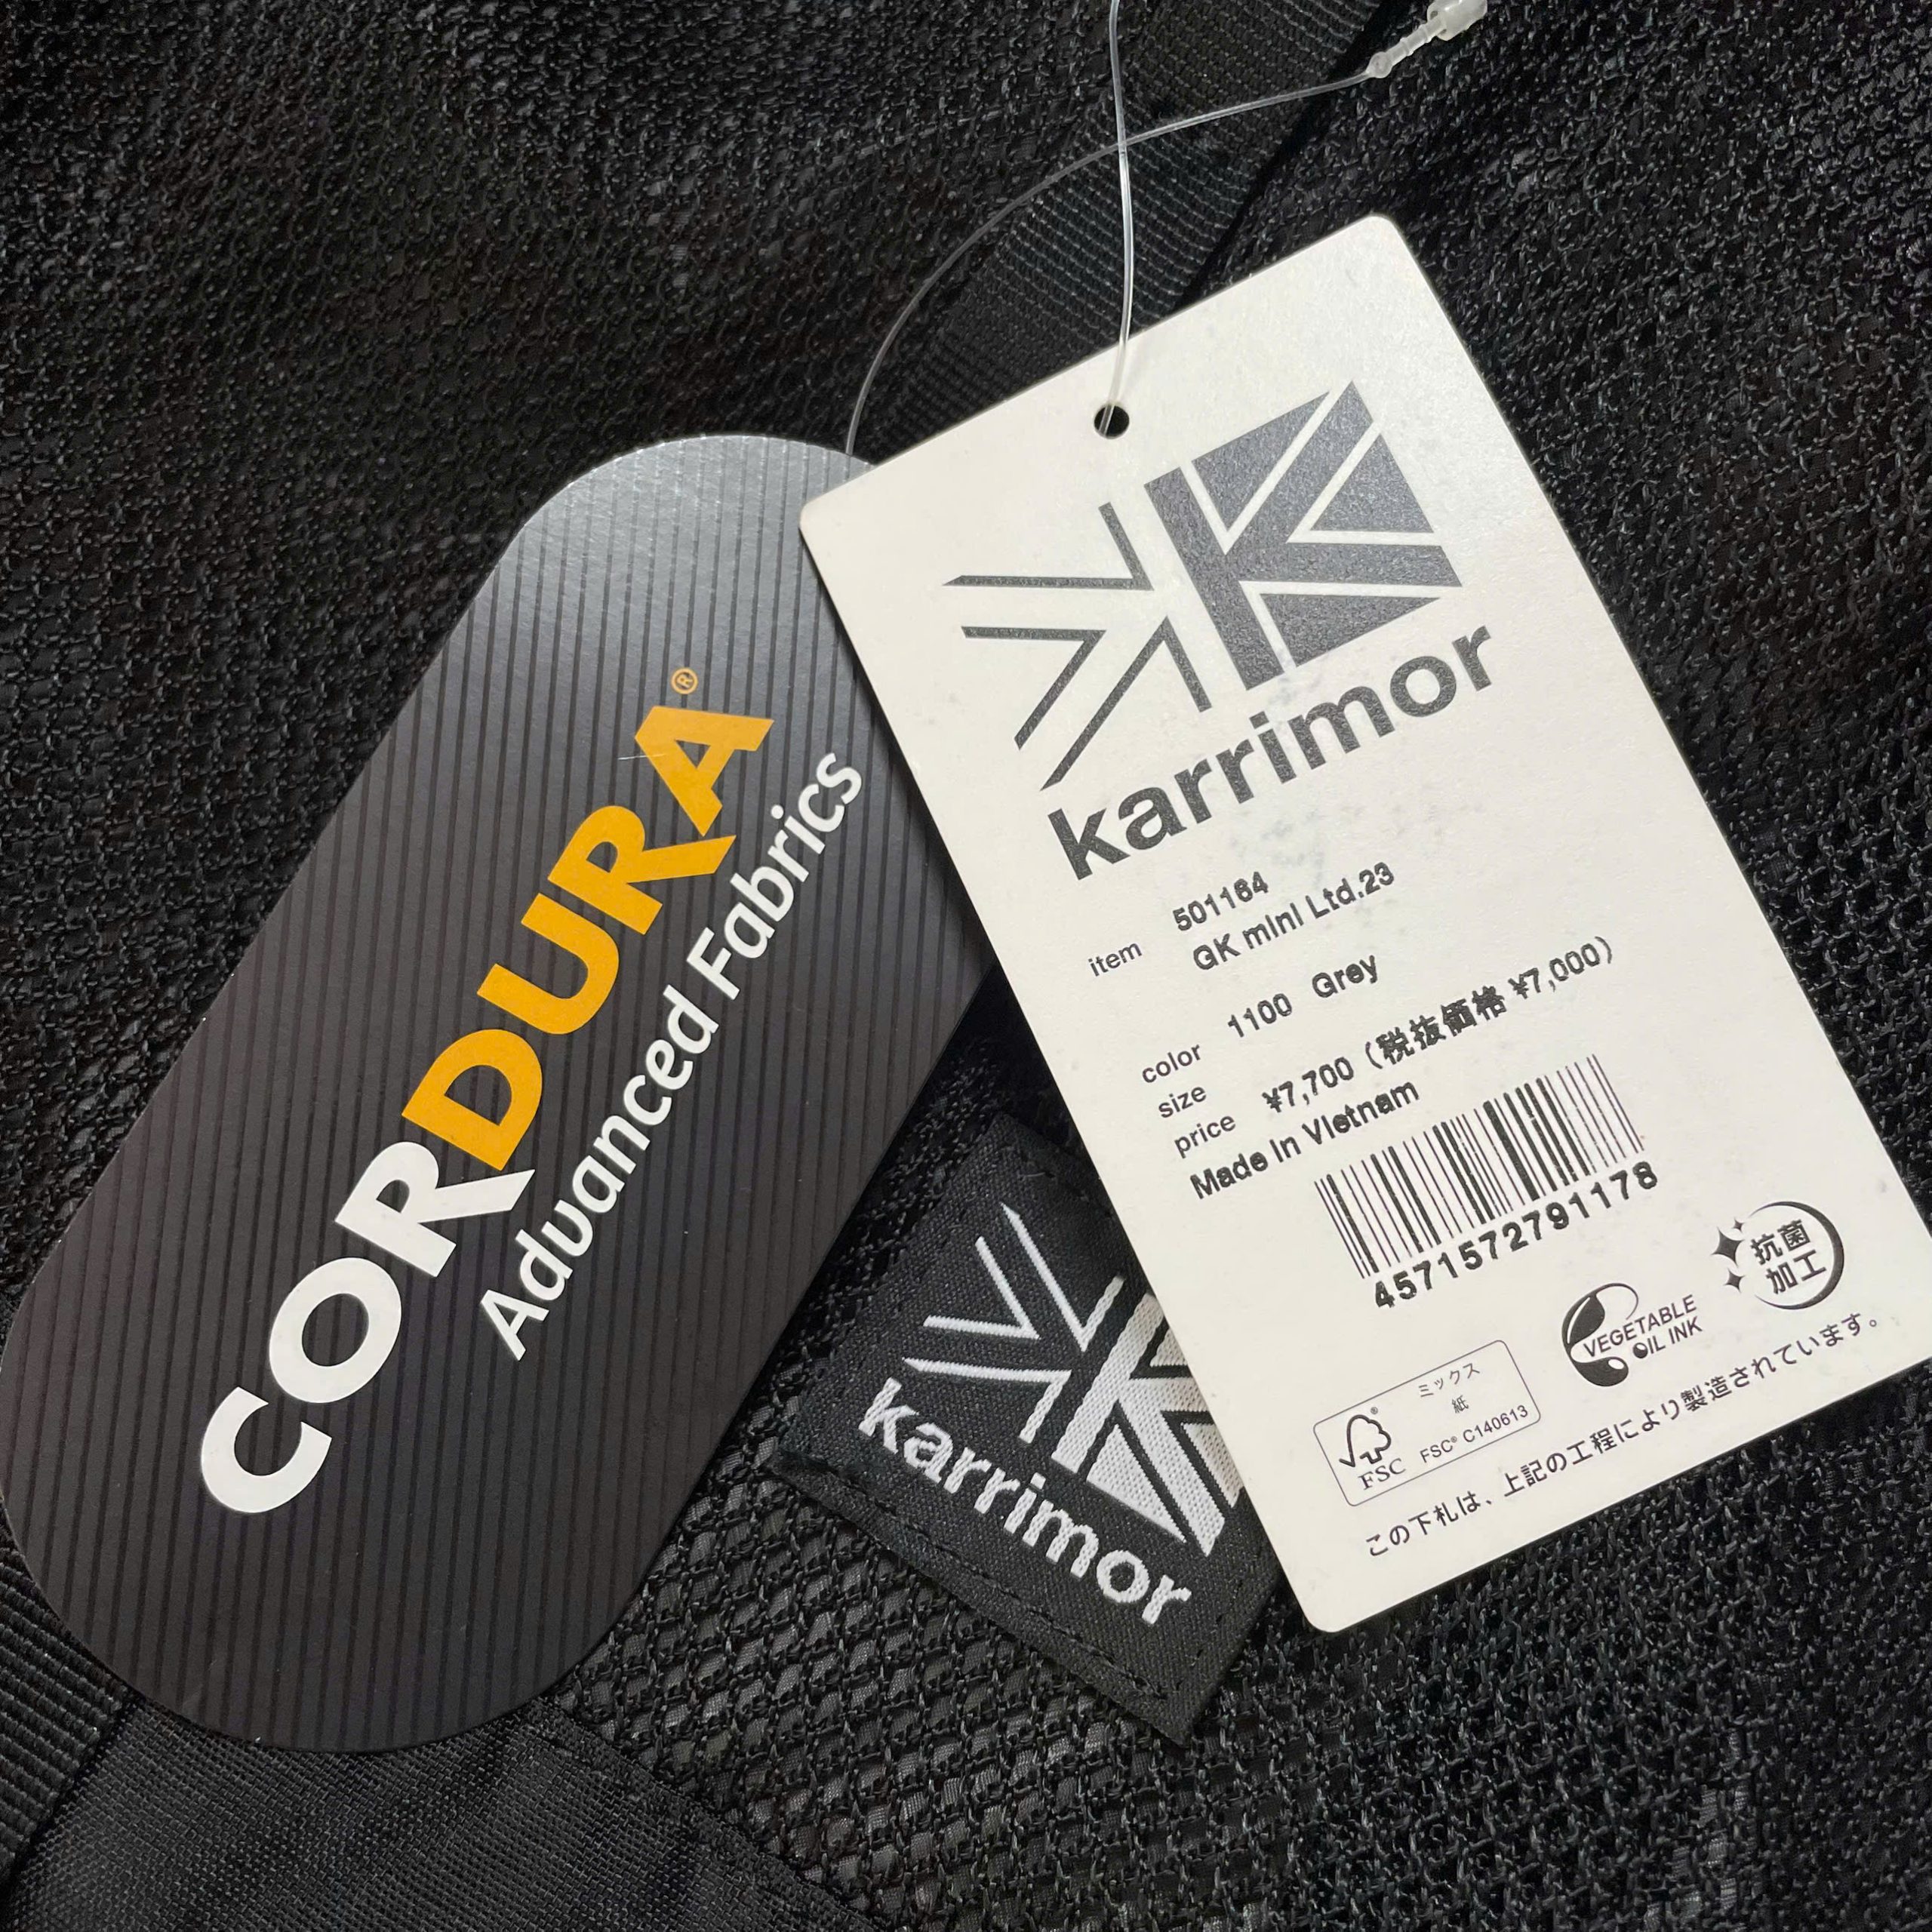 CORDURA®
Advanced Fabrics
karrimor
item 501164
GK mini Ltd.23
color 1100 Grey
size
price ¥7,700 (税抜価格 ¥7,000)
Made In Vietnam
4571572791178
抗菌
加工
VEGETABLE
OIL INK
FSC
ミックス
紙
FSC® C140613
この下札は、上記の工程により製造されています。
karrimor